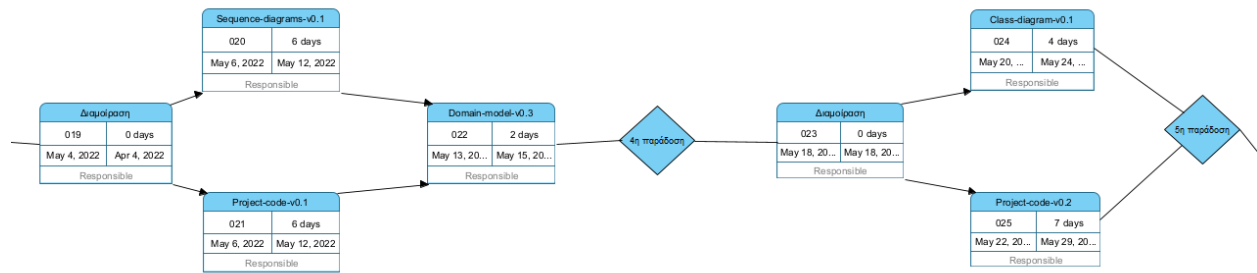 Διαμοίραση
019 0 days
May 4, 2022 Apr 4, 2022
Responsible
Sequence-diagrams-v0.1
020 6 days
May 6, 2022 May 12, 2022
Responsible
Project-code-v0.1
021 6 days
May 6, 2022 May 12, 2022
Responsible
Domain-model-v0.3
022 2 days
May 13, 20... May 15, 20...
Responsible
4η παράδοση
Διαμοίραση
023 0 days
May 18, 20... May 18, 20...
Responsible
Class-diagram-v0.1
024 4 days
May 20, ... May 24, ...
Responsible
Project-code-v0.2
025 7 days
May 22, 20... May 29, 20...
Responsible
5η παράδοση